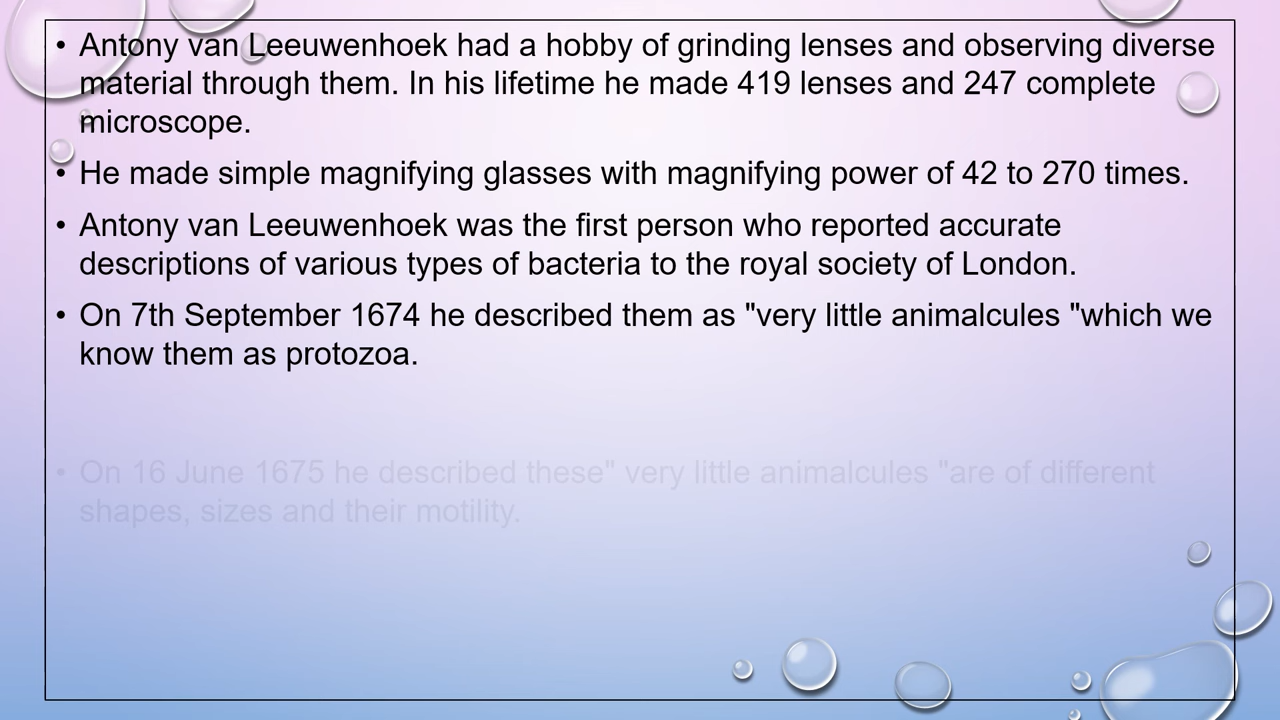 • Antony van Leeuwenhoek had a hobby of grinding lenses and observing diverse
material through them. In his lifetime he made 419 lenses and 247 complete
microscope.
• He made simple magnifying glasses with magnifying power of 42 to 270 times.
• Antony van Leeuwenhoek was the first person who reported accurate
descriptions of various types of bacteria to the royal society of London.
• On 7th September 1674 he described them as "very little animalcules "which we
know them as protozoa.
• On 16 June 1675 he described these" very little animalcules "are of different
shapes, sizes and their motility.